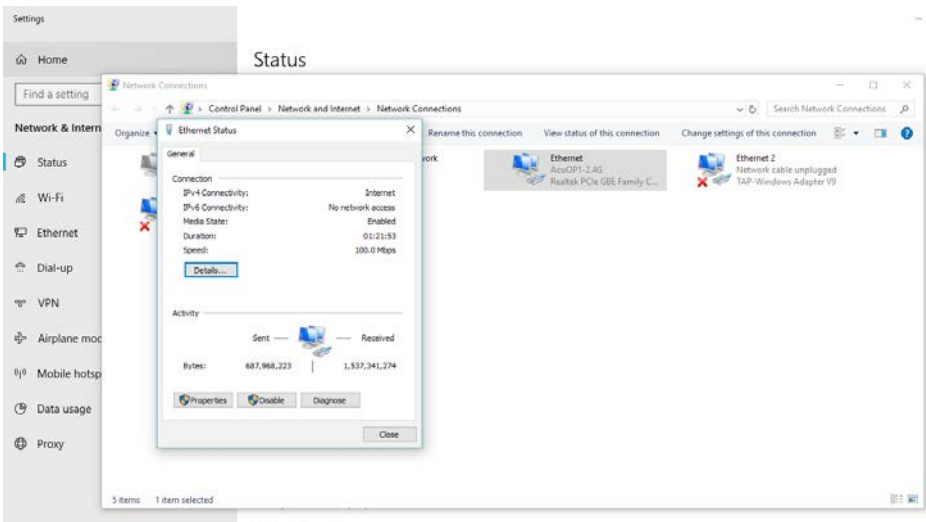 Settings
Home
Find a setting
Network & Intern
Status
Wi-Fi
Ethernet
Dial-up
VPN
Airplane mod
Mobile hotsp
Data usage
Proxy
Status
Network Connections
Control Panel > Network and Internet > Network Connections
Search Network Connections
Organize
Rename this connection
View status of this connection
Change settings of this connection
work
Ethernet
AcuOP1-2.4G
Realtek PCIe GBE Family C...
Ethernet 2
Network cable unplugged
TAP-Windows Adapter V9
Ethernet Status
General
Connection
IPv4 Connectivity: Internet
IPv6 Connectivity: No network access
Media State: Enabled
Duration: 01:21:53
Speed: 100.0 Mbps
Details...
Activity
Sent — — Received
Bytes: 687,968,223 | 1,537,341,274
Properties
Disable
Diagnose
Close
5 items 1 item selected